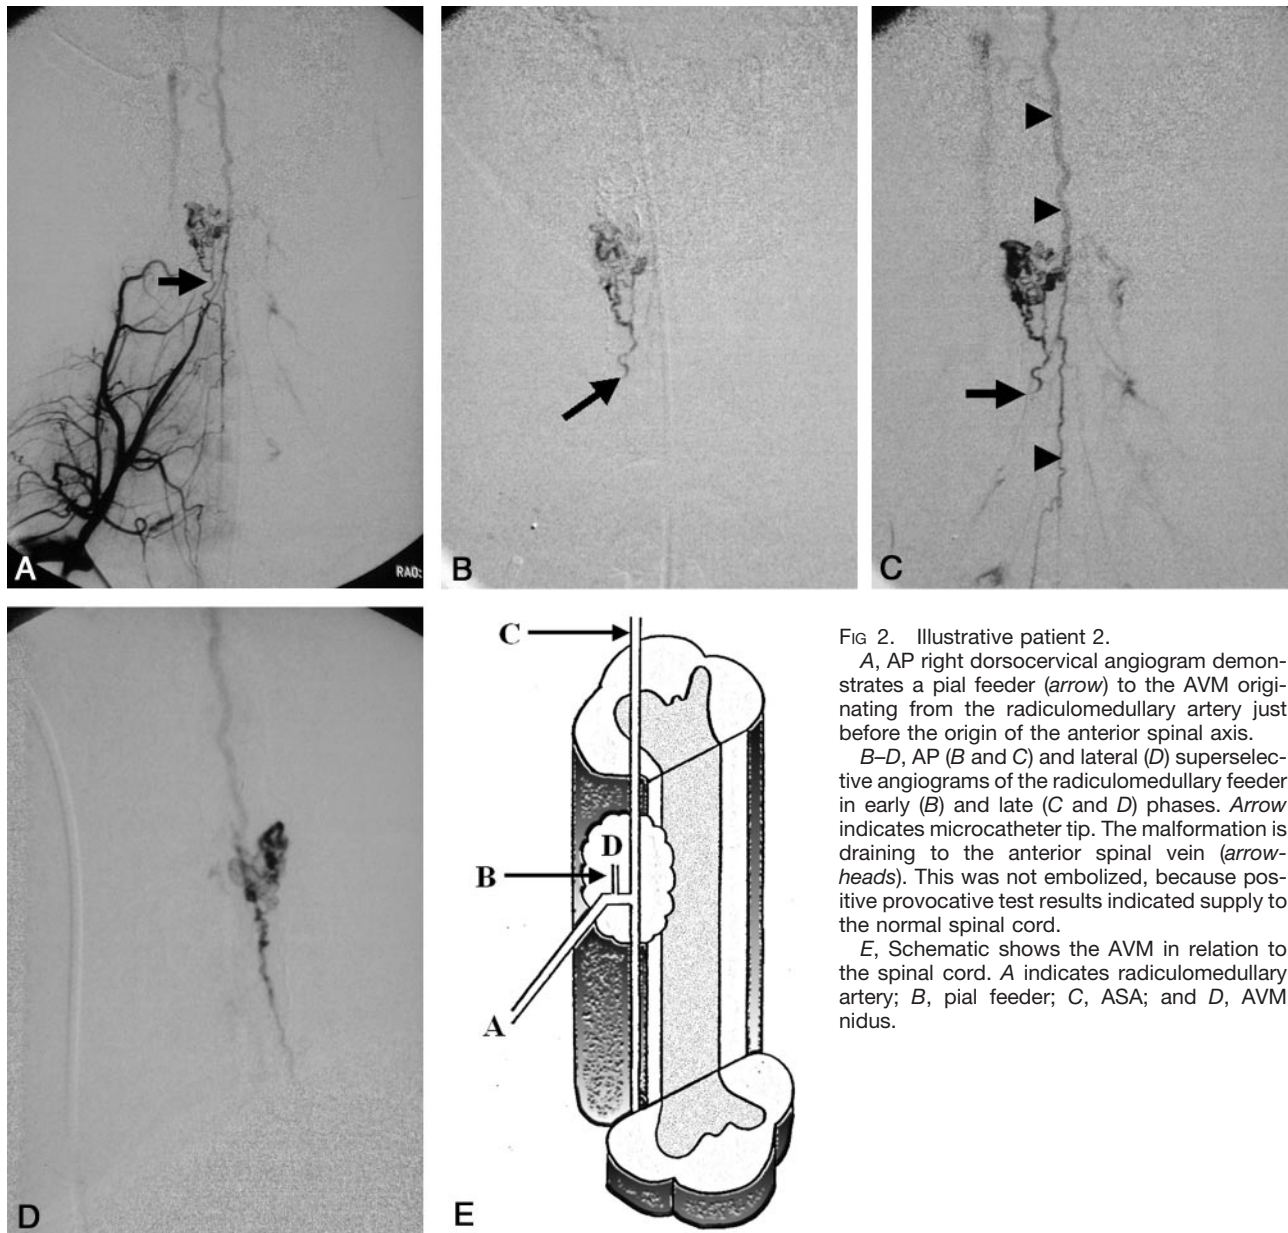 A
RAO:
B
C
D
C
D
B
A
E
FIG 2. Illustrative patient 2.
A, AP right dorsocervical angiogram demon-
strates a pial feeder (arrow) to the AVM origi-
nating from the radiculomedullary artery just
before the origin of the anterior spinal axis.
B–D, AP (B and C) and lateral (D) superselec-
tive angiograms of the radiculomedullary feeder
in early (B) and late (C and D) phases. Arrow
indicates microcatheter tip. The malformation is
draining to the anterior spinal vein (arrow-
heads). This was not embolized, because pos-
itive provocative test results indicated supply to
the normal spinal cord.
E, Schematic shows the AVM in relation to
the spinal cord. A indicates radiculomedullary
artery; B, pial feeder; C, ASA; and D, AVM
nidus.